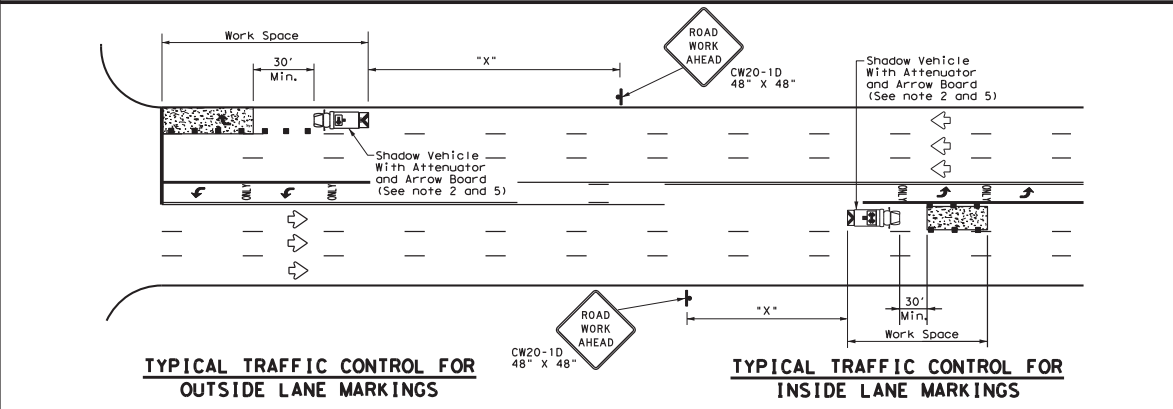 Work Space
30'
Min.
"X"
ROAD
WORK
AHEAD
CW20-1D
48" X 48"
Shadow Vehicle
With Attenuator
and Arrow Board
(See note 2 and 5)
Shadow Vehicle
With Attenuator
and Arrow Board
(See note 2 and 5)
ONLY
ONLY
ONLY
ONLY
ROAD
WORK
AHEAD
CW20-1D
48" X 48"
"X"
30'
Min.
Work Space
TYPICAL TRAFFIC CONTROL FOR
OUTSIDE LANE MARKINGS
TYPICAL TRAFFIC CONTROL FOR
INSIDE LANE MARKINGS